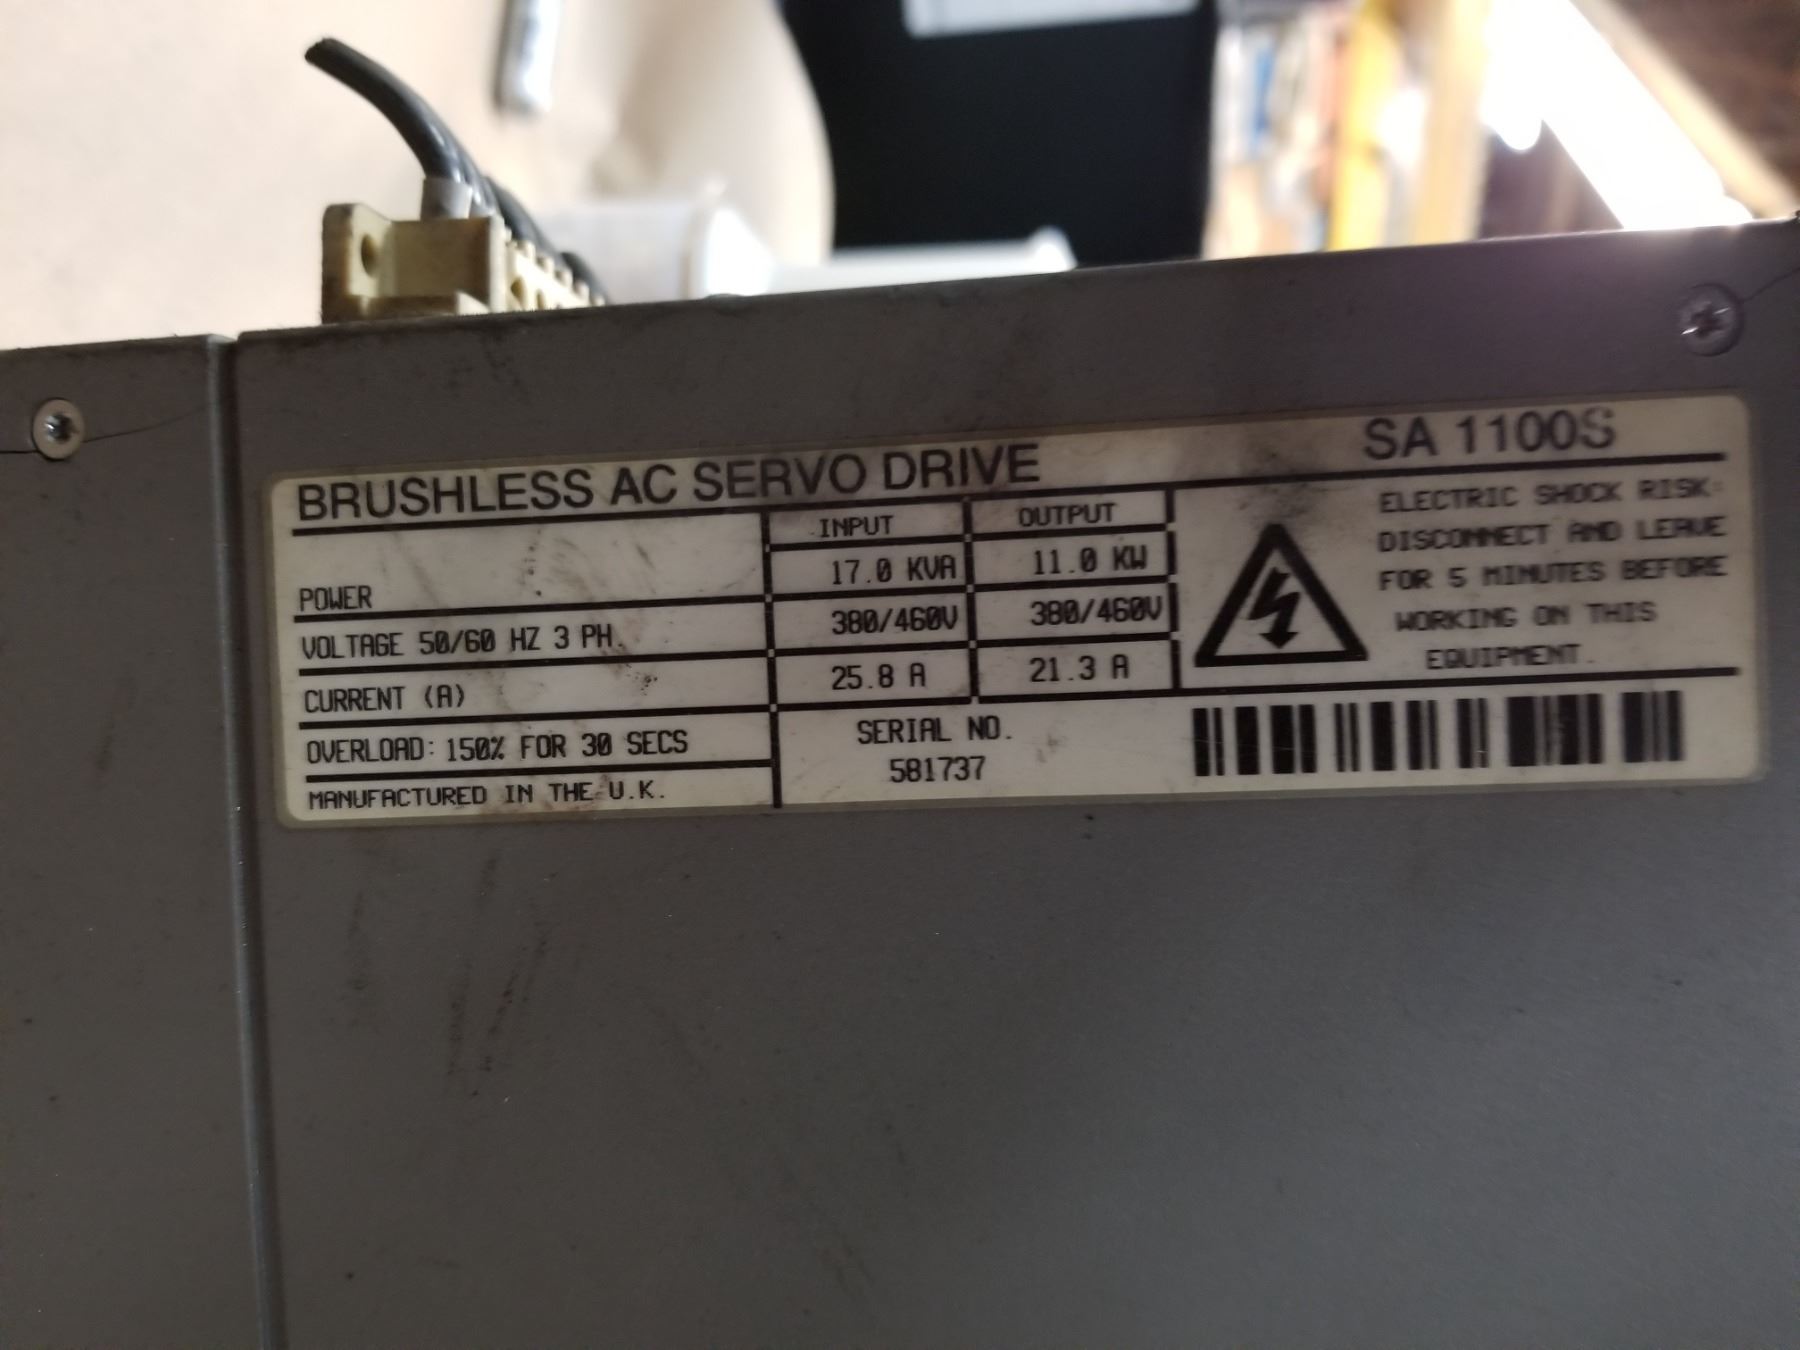 BRUSHLESS AC SERVO DRIVE SA 1100S
INPUT OUTPUT
POWER 17.0 KVA 11.0 KW
VOLTAGE 50/60 HZ 3 PH. 380/460V 380/460V
CURRENT (A) 25.8 A 21.3 A
OVERLOAD: 150% FOR 30 SECS
MANUFACTURED IN THE U.K.
SERIAL NO.
581737
ELECTRIC SHOCK RISK:
DISCONNECT AND LEAVE
FOR 5 MINUTES BEFORE
WORKING ON THIS
EQUIPMENT.